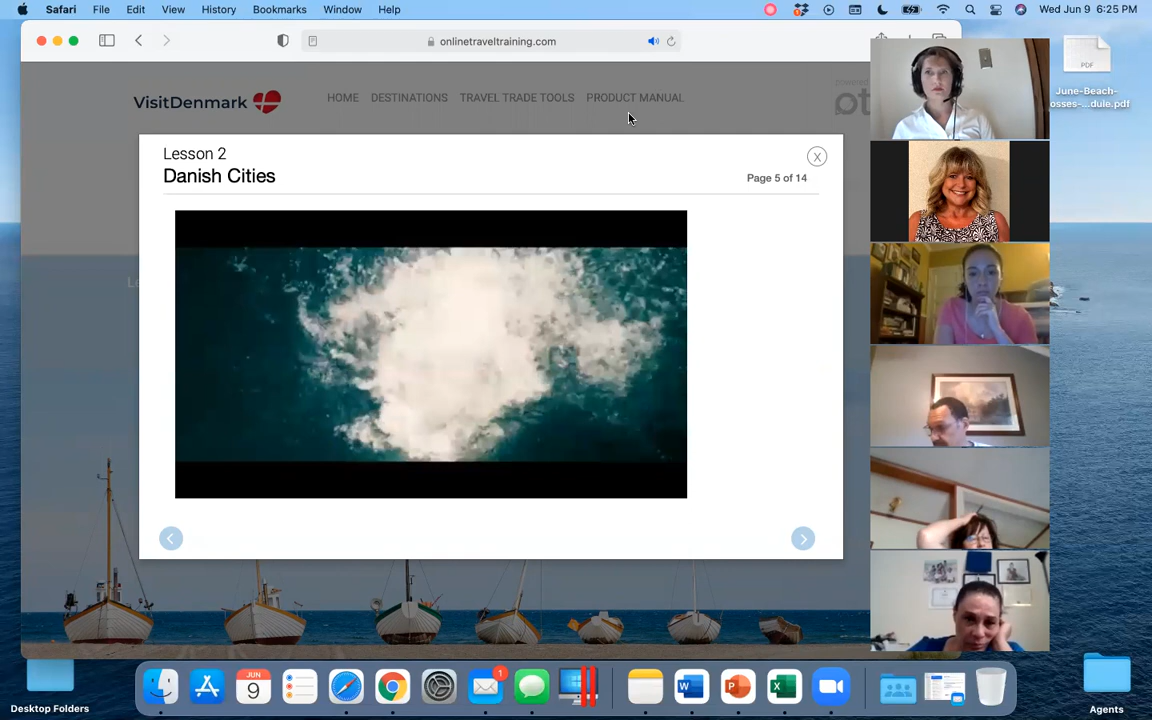 Safari File Edit View History Bookmarks Window Help Wed Jun 9 6:25 PM
onlinetraveltraining.com
VisitDenmark HOME DESTINATIONS TRAVEL TRADE TOOLS PRODUCT MANUAL
Lesson 2
Danish Cities
Page 5 of 14
X
PDF
June-Beach-
osses-...dule.pdf
JUN
9
1
W
P
X
Desktop Folders
Agents